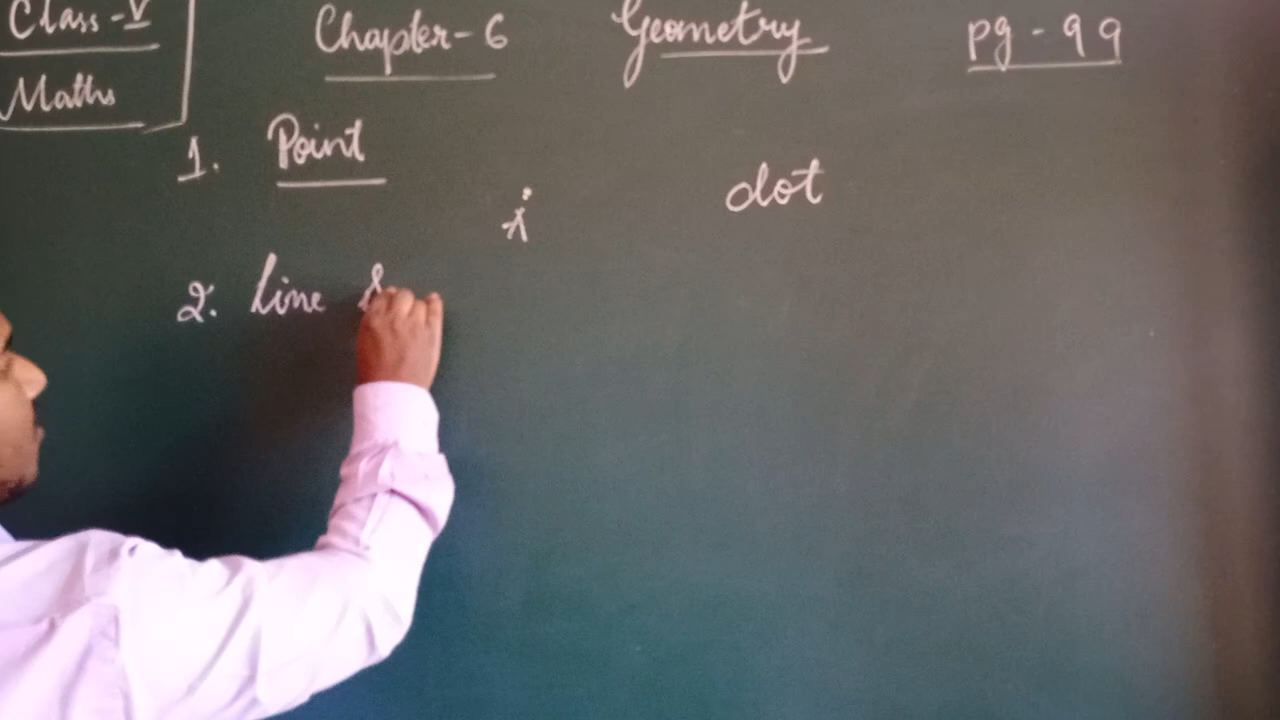 Class - V
Maths
Chapter - 6 Geometry pg - 99
1. Point
i dot
2. Line S